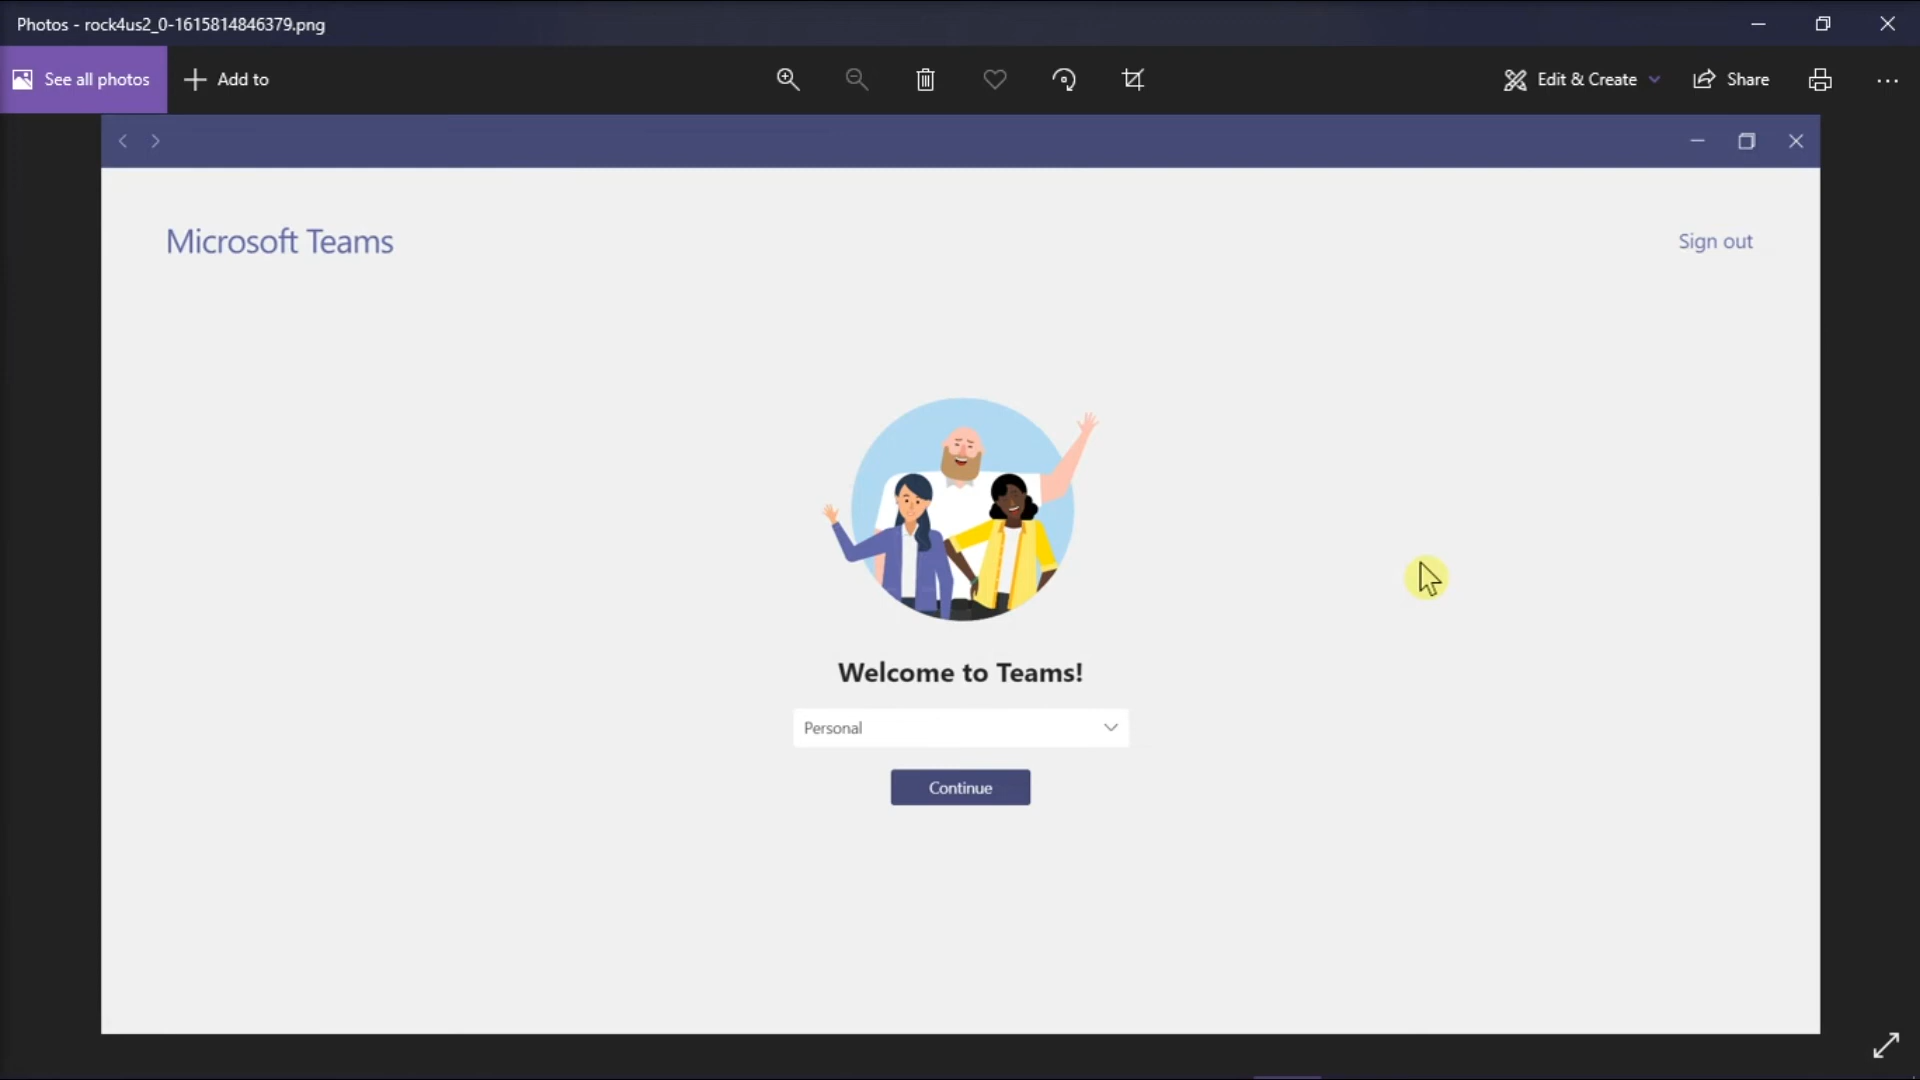 Photos - rock4us2_0-1615814846379.png
See all photos
Add to
Edit & Create
Share
Microsoft Teams
Sign out
Welcome to Teams!
Personal
Continue